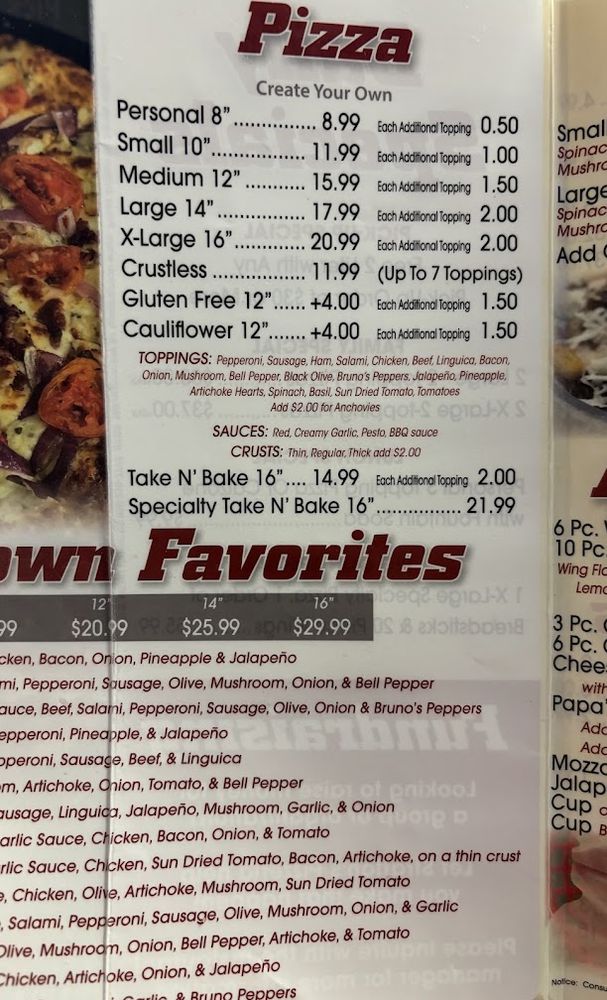 Pizza
Create Your Own
Personal 8".............. 8.99 Each Additional Topping 0.50
Small 10"................ 11.99 Each Additional Topping 1.00
Medium 12".......... 15.99 Each Additional Topping 1.50
Large 14"............... 17.99 Each Additional Topping 2.00
X-Large 16"............ 20.99 Each Additional Topping 2.00
Crustless ................ 11.99 (Up To 7 Toppings)
Gluten Free 12"...... +4.00 Each Additional Topping 1.50
Cauliflower 12"....... +4.00 Each Additional Topping 1.50
TOPPINGS: Pepperoni, Sausage, Ham, Salami, Chicken, Beef, Linguica, Bacon,
Onion, Mushroom, Bell Pepper, Black Olive, Bruno's Peppers, Jalapeño, Pineapple,
Artichoke Hearts, Spinach, Basil, Sun Dried Tomato, Tomatoes
Add $2.00 for Anchovies
SAUCES: Red, Creamy Garlic, Pesto, BBQ sauce
CRUSTS: Thin, Regular, Thick add $2.00
Take N' Bake 16".... 14.99 Each Additional Topping 2.00
Specialty Take N' Bake 16"................ 21.99
own Favorites
12" 14" 16"
99 $20.99 $25.99 $29.99
cken, Bacon, Onion, Pineapple & Jalapeño
mi, Pepperoni, Sausage, Olive, Mushroom, Onion, & Bell Pepper
auce, Beef, Salami, Pepperoni, Sausage, Olive, Onion & Bruno's Peppers
epperoni, Pineapple, & Jalapeño
pperoni, Sausage, Beef, & Linguica
m, Artichoke, Onion, Tomato, & Bell Pepper
ausage, Linguica, Jalapeño, Mushroom, Garlic, & Onion
arlic Sauce, Chicken, Bacon, Onion, & Tomato
rlic Sauce, Chicken, Sun Dried Tomato, Bacon, Artichoke, on a thin crust
e, Chicken, Olive, Artichoke, Mushroom, Sun Dried Tomato
, Salami, Pepperoni, Sausage, Olive, Mushroom, Onion, & Garlic
Olive, Mushroom, Onion, Bell Pepper, Artichoke, & Tomato
Chicken, Artichoke, Onion, & Jalapeño
Garlic, & Bruno Peppers
Smal
Spinac
Mushro
Large
Spinac
Mushro
Add
6 Pc.
10 Pc.
Wing Fla
Lemo
3 Pc.
6 Pc.
Chee
with
Papa'
Add
Add
Mozza
Jalap
Cup
Cup
Notice: Consu